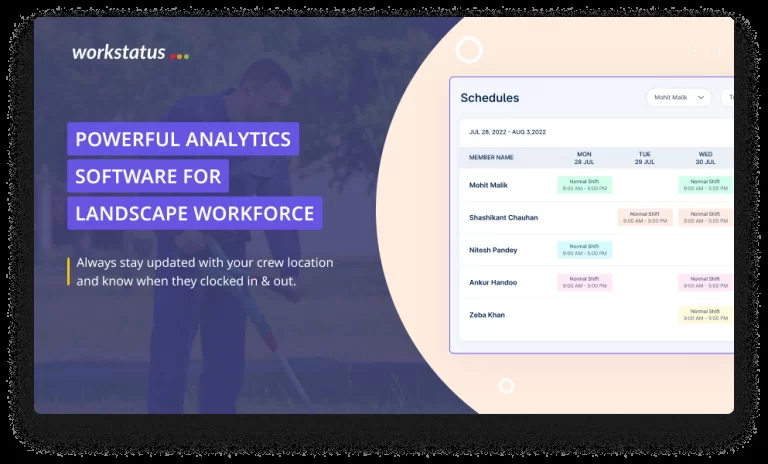 workstatus
POWERFUL ANALYTICS
SOFTWARE FOR
LANDSCAPE WORKFORCE
Always stay updated with your crew location
and know when they clocked in & out.
Schedules
Mohit Malik
JUL 28, 2022 - AUG 3,2022
MEMBER NAME
MON
28 JUL
TUE
29 JUL
WED
30 JUL
Mohit Malik
Normal Shift
9:00 AM - 5:00 PM
Normal Shift
9:00 AM - 5:00 PM
Shashikant Chauhan
Normal Shift
9:00 AM - 5:00 PM
Normal Shift
9:00 AM - 5:00 PM
Nitesh Pandey
Normal Shift
9:00 AM - 5:00 PM
Ankur Handoo
Normal Shift
9:00 AM - 5:00 PM
Normal Shift
9:00 AM - 5:00 PM
Zeba Khan
Normal Shift
9:00 AM - 5:00 PM